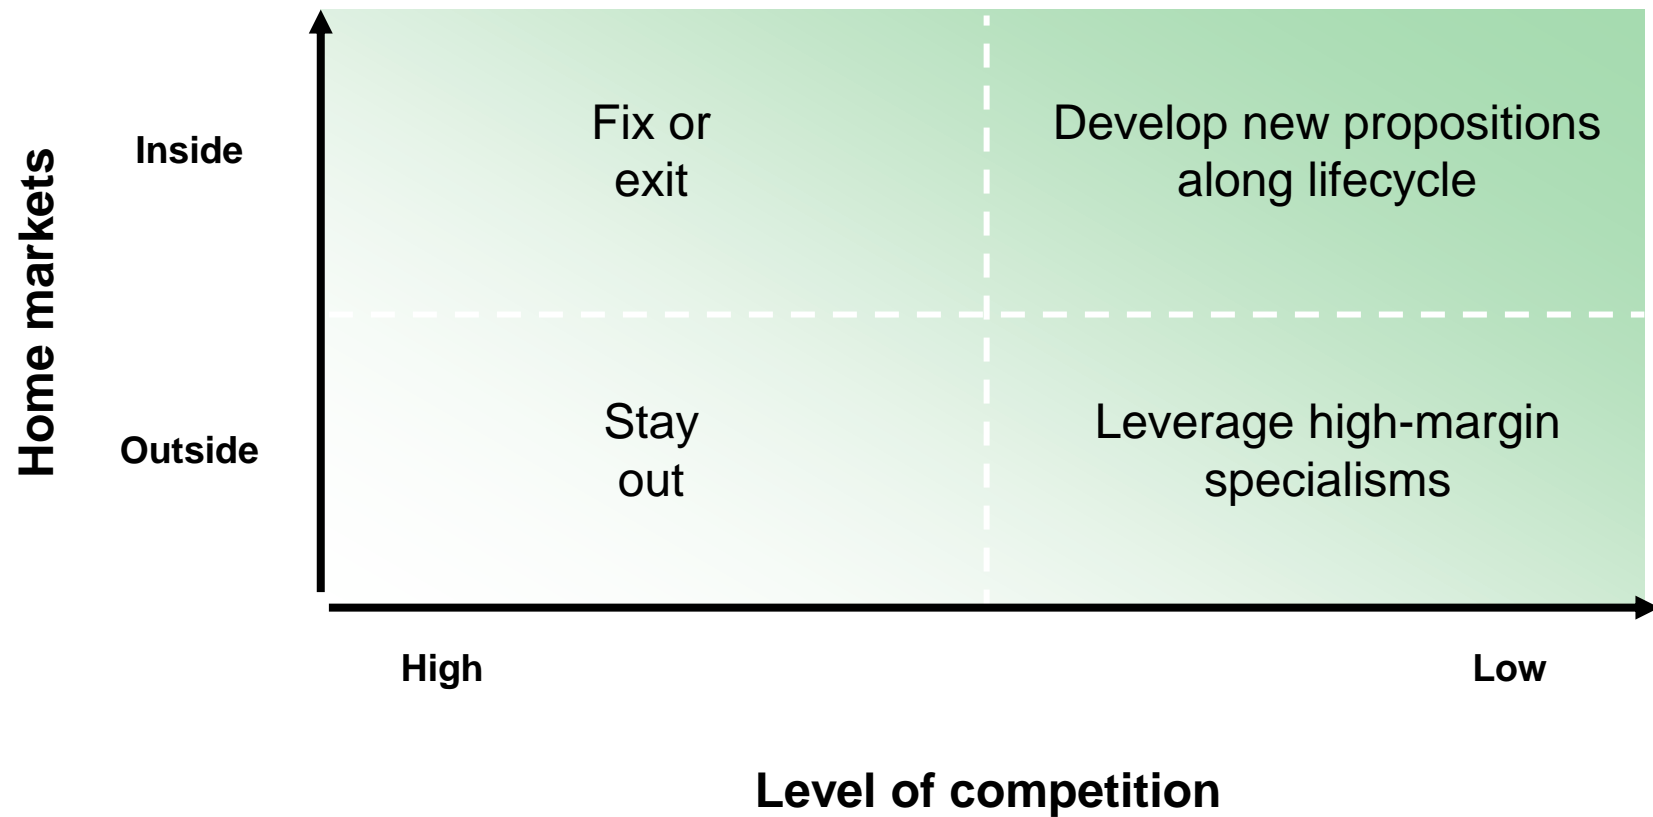 Home markets
Inside
Fix or
exit
Develop new propositions
along lifecycle
Outside
Stay
out
Leverage high-margin
specialisms
High
Low
Level of competition